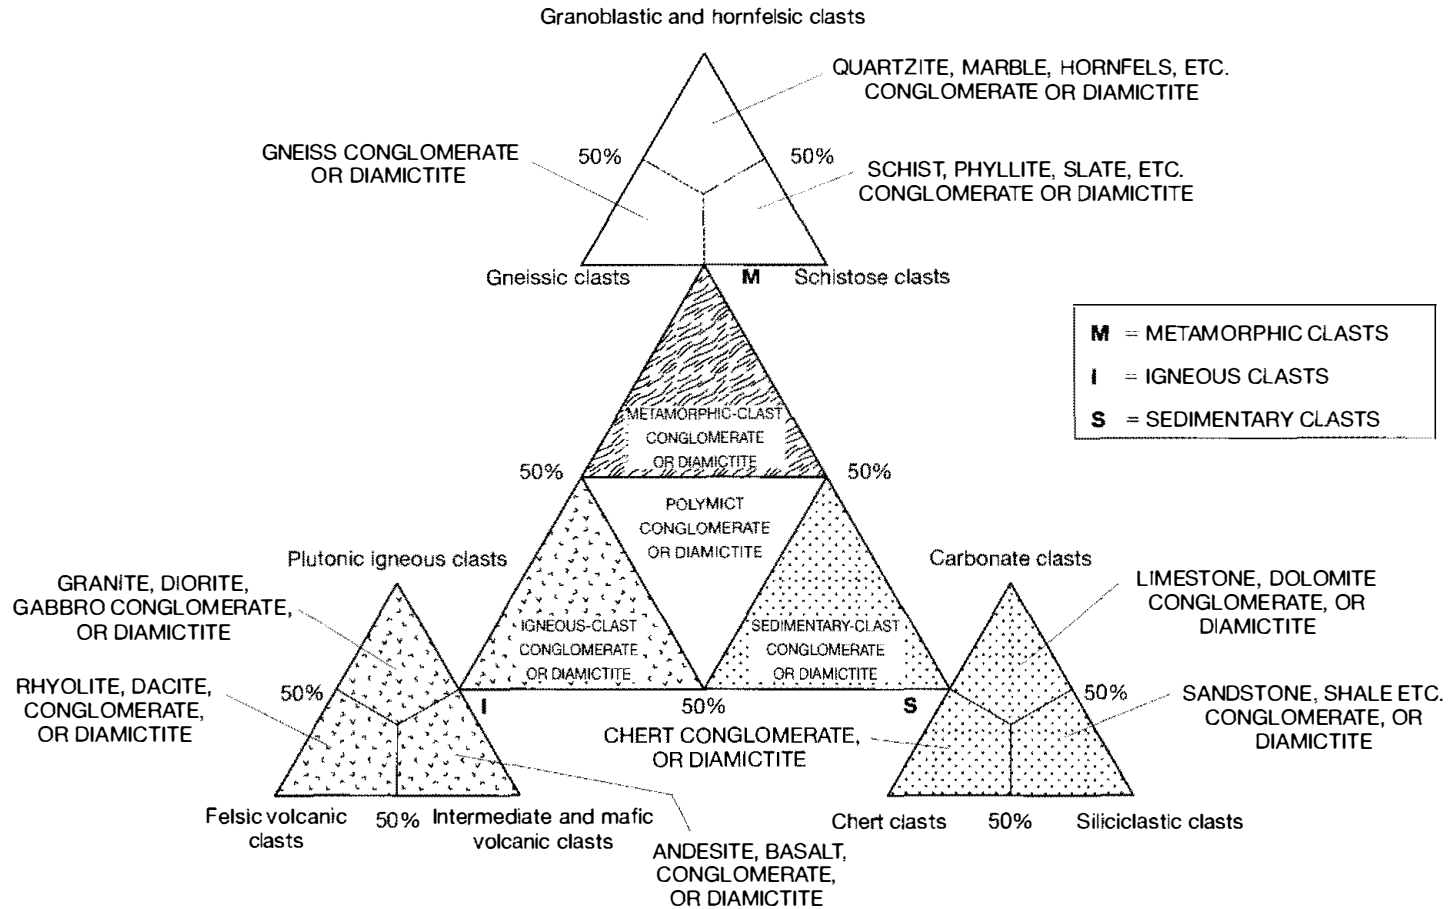 Granoblastic and hornfelsic clasts
QUARTZITE, MARBLE, HORNFELS, ETC.
CONGLOMERATE OR DIAMICTITE
GNEISS CONGLOMERATE
OR DIAMICTITE
50%
50%
SCHIST, PHYLLITE, SLATE, ETC.
CONGLOMERATE OR DIAMICTITE
Gneissic clasts
M
Schistose clasts
M = METAMORPHIC CLASTS
I = IGNEOUS CLASTS
S = SEDIMENTARY CLASTS
METAMORPHIC-CLAST
CONGLOMERATE
OR DIAMICTITE
50%
50%
POLYMICT
CONGLOMERATE
OR DIAMICTITE
Plutonic igneous clasts
Carbonate clasts
GRANITE, DIORITE,
GABBRO CONGLOMERATE,
OR DIAMICTITE
LIMESTONE, DOLOMITE
CONGLOMERATE, OR
DIAMICTITE
IGNEOUS-CLAST
CONGLOMERATE
OR DIAMICTITE
SEDIMENTARY-CLAST
CONGLOMERATE
OR DIAMICTITE
RHYOLITE, DACITE,
CONGLOMERATE,
OR DIAMICTITE
50%
I
50%
S
50%
SANDSTONE, SHALE ETC.
CONGLOMERATE, OR
DIAMICTITE
CHERT CONGLOMERATE,
OR DIAMICTITE
Felsic volcanic
clasts
50%
Intermediate and mafic
volcanic clasts
Chert clasts
50%
Siliciclastic clasts
ANDESITE, BASALT,
CONGLOMERATE,
OR DIAMICTITE